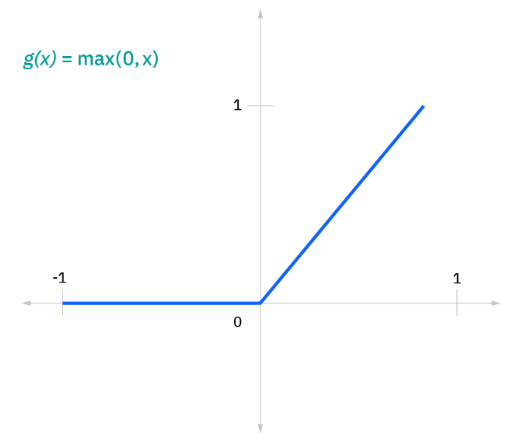 g(x) = max(0, x)
1
-1
1
0